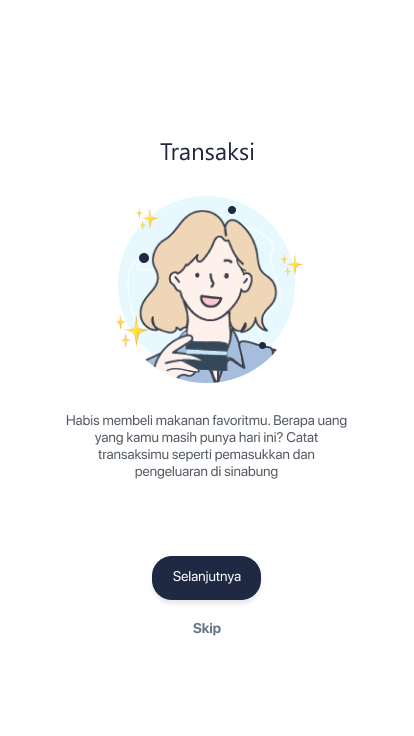 Transaksi
Habis membeli makanan favoritmu. Berapa uang
yang kamu masih punya hari ini? Catat
transaksimu seperti pemasukkan dan
pengeluaran di sinabung
Selanjutnya
Skip